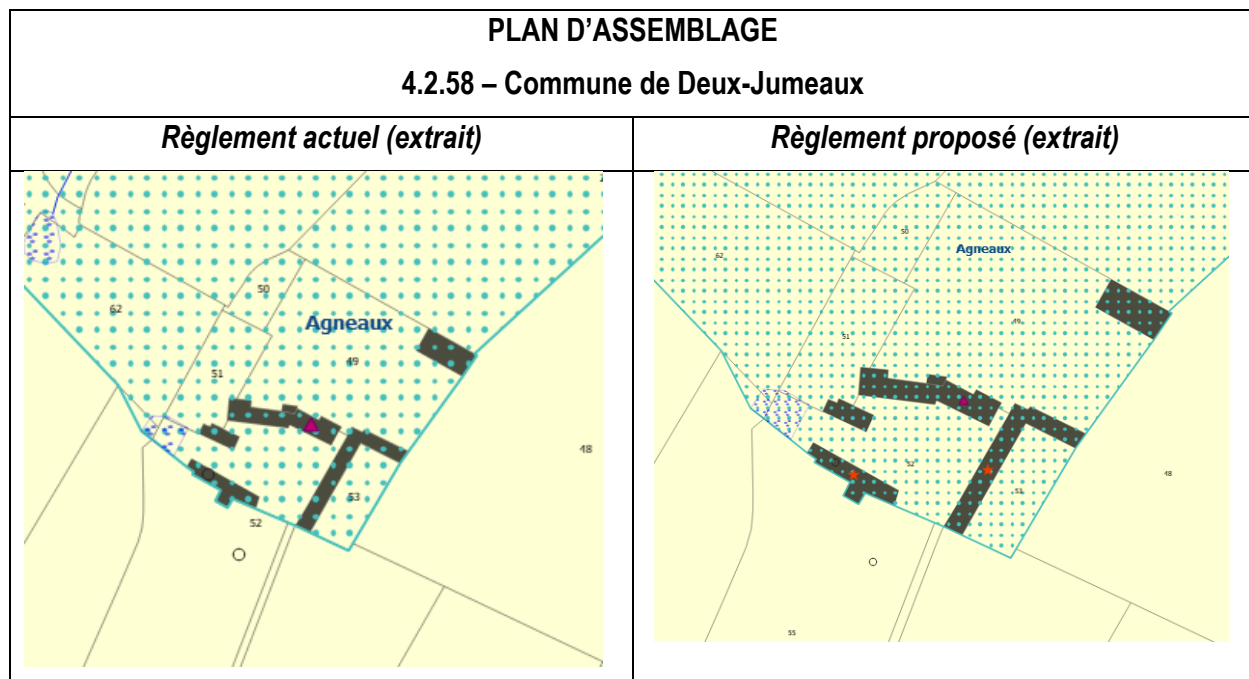 PLAN D'ASSEMBLAGE
4.2.58 – Commune de Deux-Jumeaux
Règlement actuel (extrait)
Règlement proposé (extrait)
62
50
Agneaux
49
51
48
53
52
50
Agneaux
62
49
51
48
52
53
55